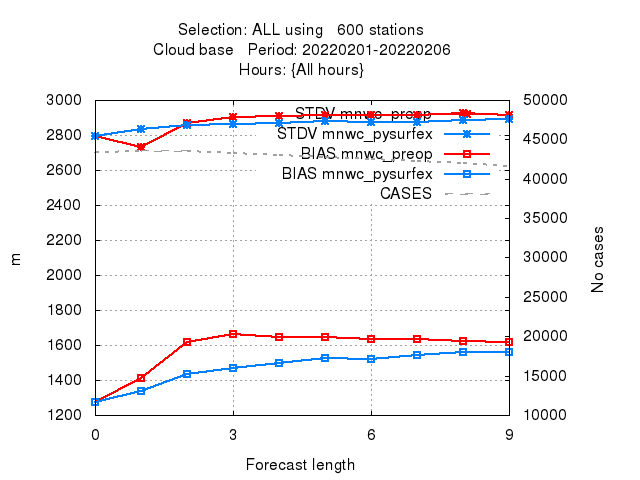 Selection: ALL using   600 stations
Cloud base   Period: 20220201-20220206
Hours: {All hours}
3000
2800
2600
2400
2200
2000
1800
1600
1400
1200
m
50000
45000
40000
35000
30000
25000
20000
15000
10000
No cases
STDV mnwc_preop
STDV mnwc_pysurfex
BIAS mnwc_preop
BIAS mnwc_pysurfex
CASES
0 3 6 9
Forecast length